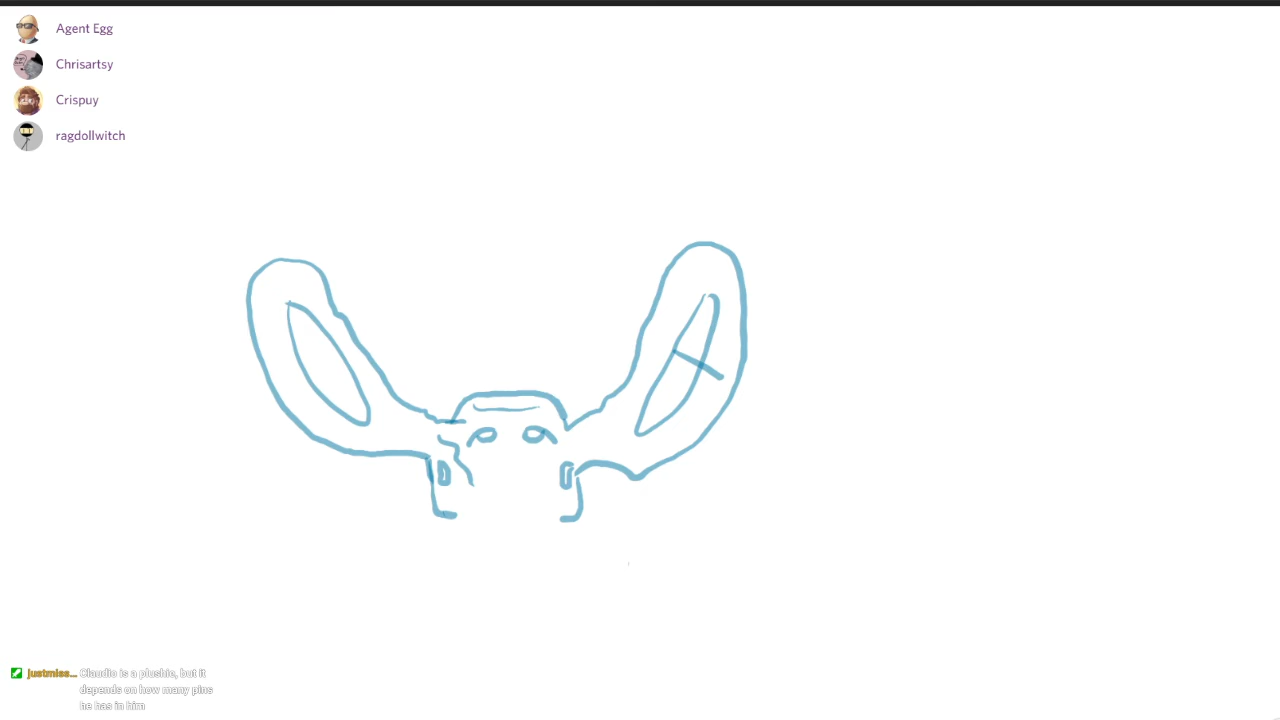 Agent Egg
Chrisartsy
Crispuy
ragdollwitch
justmiss... Claudio is a plushie, but it
depends on how many pins
he has in him